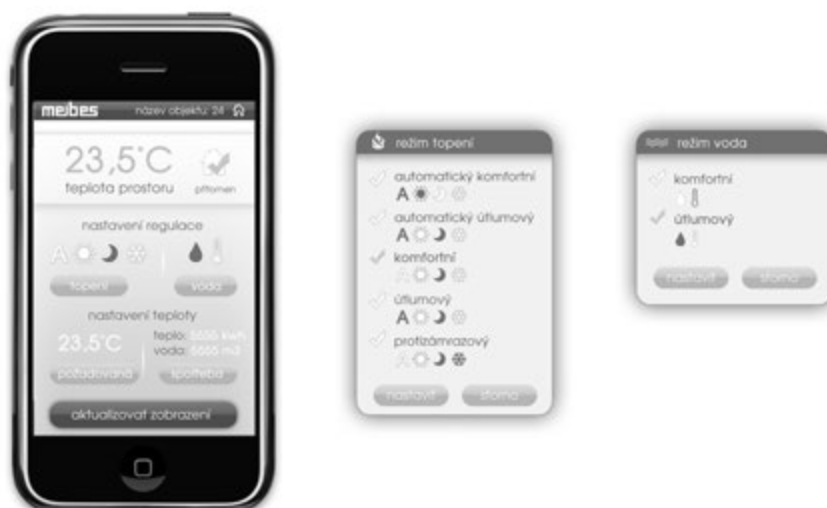 meibes název objektu: 24
23,5°C
teplota prostoru přítomen
nastavení regulace
A
topení voda
nastavení teploty
23,5°C
teplo: 5555 kwh
voda: 5555 m3
požadovaná spotřeba
aktualizovat zobrazení
režim topení
automatický komfortní
A
automatický útlumový
A
komfortní
A
útlumový
A
protizámrazový
A
nastavit storno
režim voda
komfortní
útlumový
nastavit storno